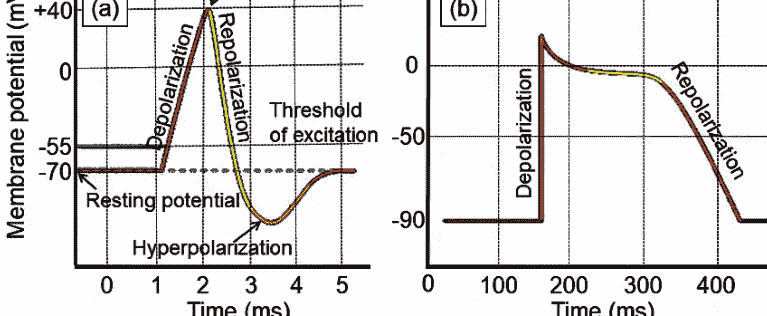 +40
(a)
0
-55
-70
Membrane potential (mV
Depolarization
Repolarization
Threshold
of excitation
Resting potential
Hyperpolarization
0 1 2 3 4 5
Time (ms)
(b)
0
-50
-90
Depolarization
Repolarization
0 100 200 300 400
Time (ms)